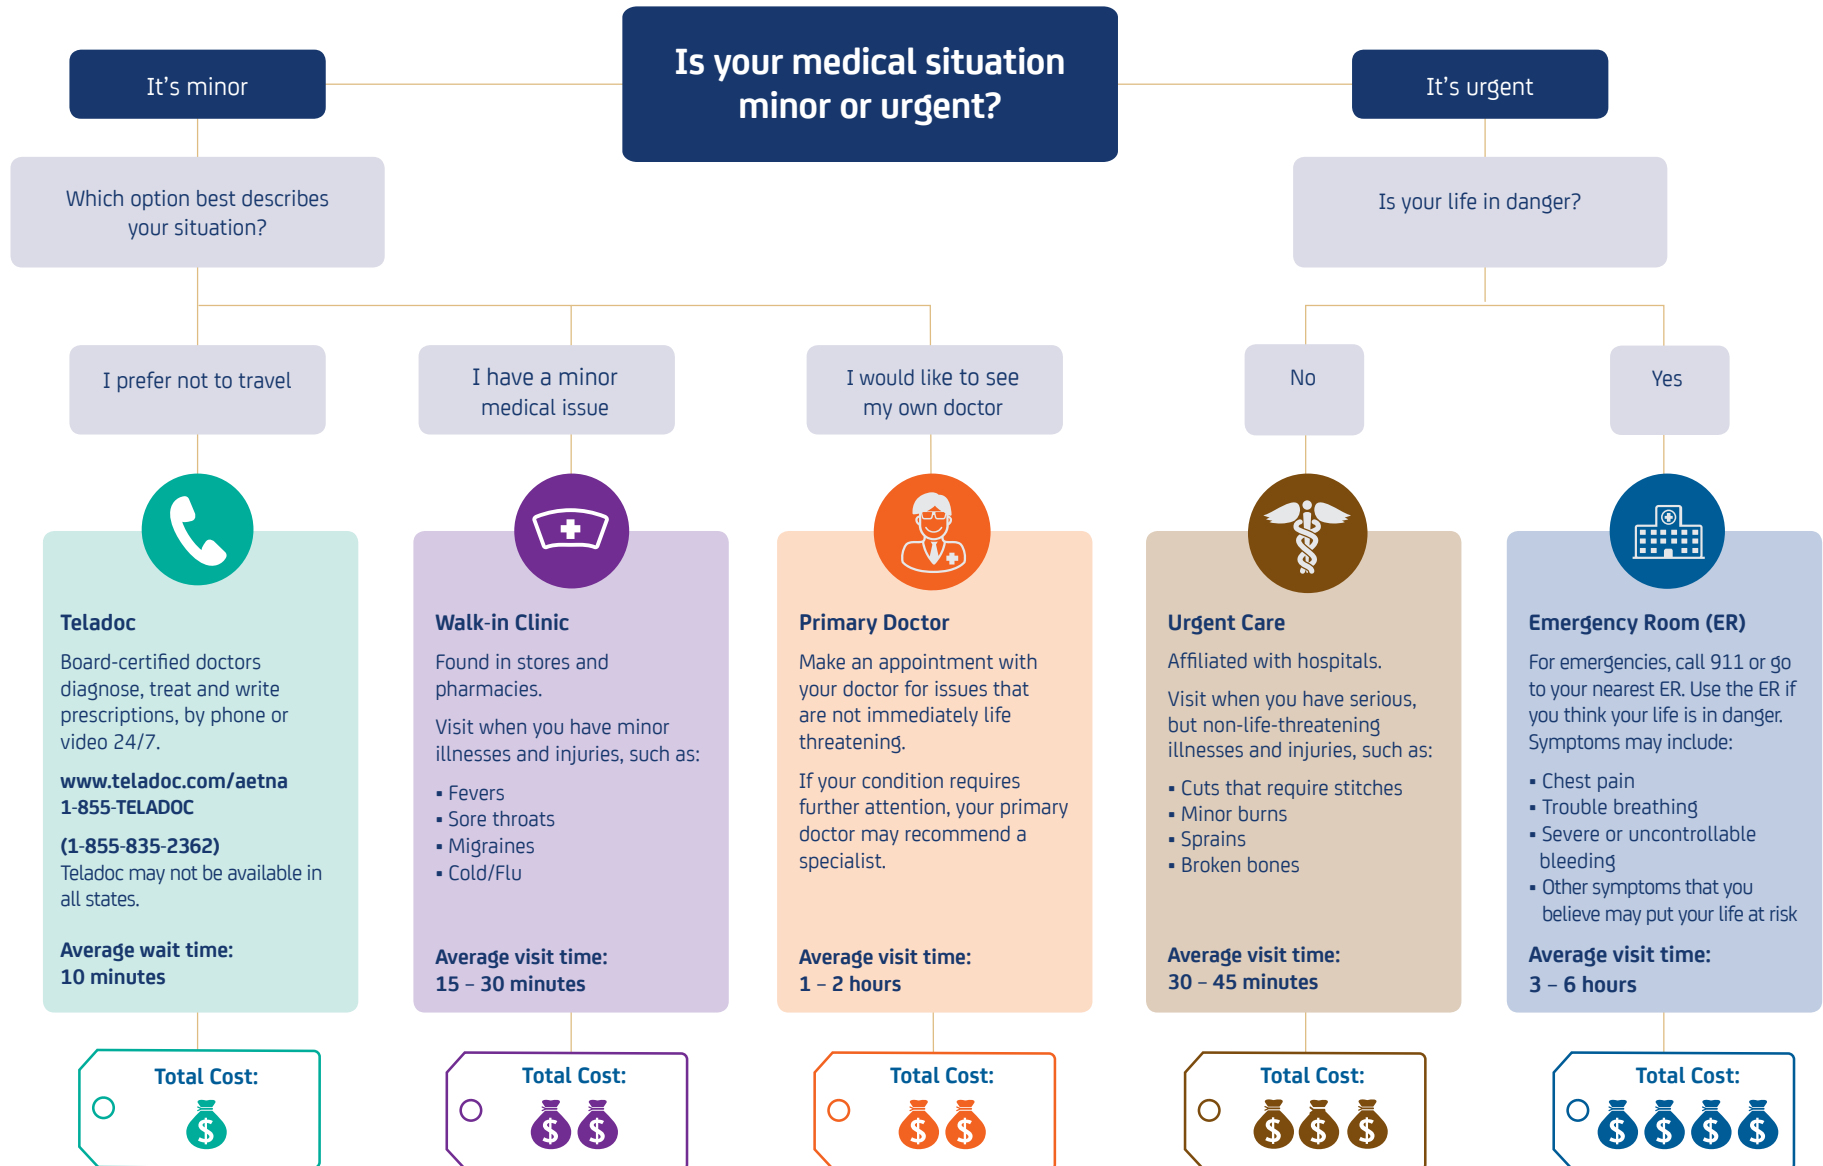 Is your medical situation
minor or urgent?
It's minor
It's urgent
Which option best describes
your situation?
Is your life in danger?
I prefer not to travel
I have a minor
medical issue
I would like to see
my own doctor
No
Yes
Teladoc
Board-certified doctors
diagnose, treat and write
prescriptions, by phone or
video 24/7.
www.teladoc.com/aetna
1-855-TELADOC
(1-855-835-2362)
Teladoc may not be available in
all states.
Average wait time:
10 minutes
Walk-in Clinic
Found in stores and
pharmacies.
Visit when you have minor
illnesses and injuries, such as:
▪ Fevers
▪ Sore throats
▪ Migraines
▪ Cold/Flu
Average visit time:
15 – 30 minutes
Primary Doctor
Make an appointment with
your doctor for issues that
are not immediately life
threatening.
If your condition requires
further attention, your primary
doctor may recommend a
specialist.
Average visit time:
1 – 2 hours
Urgent Care
Affiliated with hospitals.
Visit when you have serious,
but non-life-threatening
illnesses and injuries, such as:
▪ Cuts that require stitches
▪ Minor burns
▪ Sprains
▪ Broken bones
Average visit time:
30 – 45 minutes
Emergency Room (ER)
For emergencies, call 911 or go
to your nearest ER. Use the ER if
you think your life is in danger.
Symptoms may include:
▪ Chest pain
▪ Trouble breathing
▪ Severe or uncontrollable
bleeding
▪ Other symptoms that you
believe may put your life at risk
Average visit time:
3 – 6 hours
Total Cost:
$
Total Cost:
$ $
Total Cost:
$ $
Total Cost:
$ $ $
Total Cost:
$ $ $ $